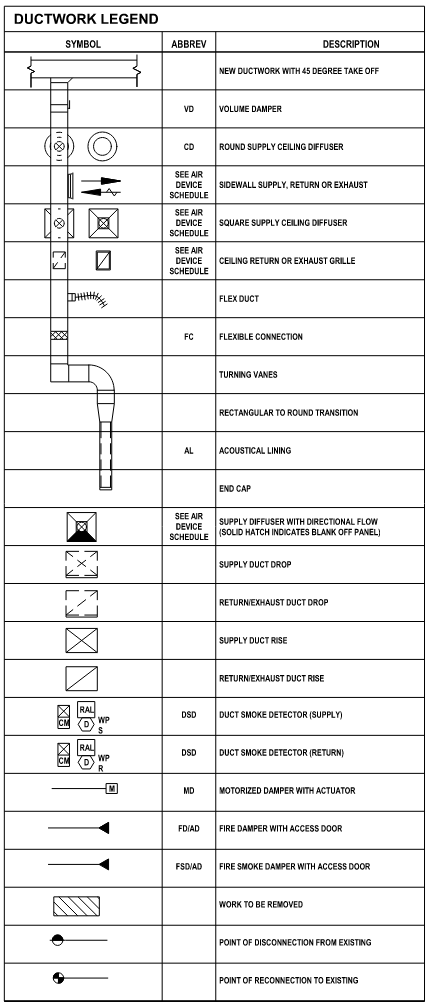 DUCTWORK LEGEND
SYMBOL ABBREV DESCRIPTION
NEW DUCTWORK WITH 45 DEGREE TAKE OFF
VD VOLUME DAMPER
CD ROUND SUPPLY CEILING DIFFUSER
SEE AIR
DEVICE
SCHEDULE
SIDEWALL SUPPLY, RETURN OR EXHAUST
SEE AIR
DEVICE
SCHEDULE
SQUARE SUPPLY CEILING DIFFUSER
SEE AIR
DEVICE
SCHEDULE
CEILING RETURN OR EXHAUST GRILLE
FLEX DUCT
FC FLEXIBLE CONNECTION
TURNING VANES
RECTANGULAR TO ROUND TRANSITION
AL ACOUSTICAL LINING
END CAP
SEE AIR
DEVICE
SCHEDULE
SUPPLY DIFFUSER WITH DIRECTIONAL FLOW
(SOLID HATCH INDICATES BLANK OFF PANEL)
SUPPLY DUCT DROP
RETURN/EXHAUST DUCT DROP
SUPPLY DUCT RISE
RETURN/EXHAUST DUCT RISE
RAL
CM D WP
S
DSD DUCT SMOKE DETECTOR (SUPPLY)
RAL
CM D WP
R
DSD DUCT SMOKE DETECTOR (RETURN)
M MD MOTORIZED DAMPER WITH ACTUATOR
FD/AD FIRE DAMPER WITH ACCESS DOOR
FSD/AD FIRE SMOKE DAMPER WITH ACCESS DOOR
WORK TO BE REMOVED
POINT OF DISCONNECTION FROM EXISTING
POINT OF RECONNECTION TO EXISTING